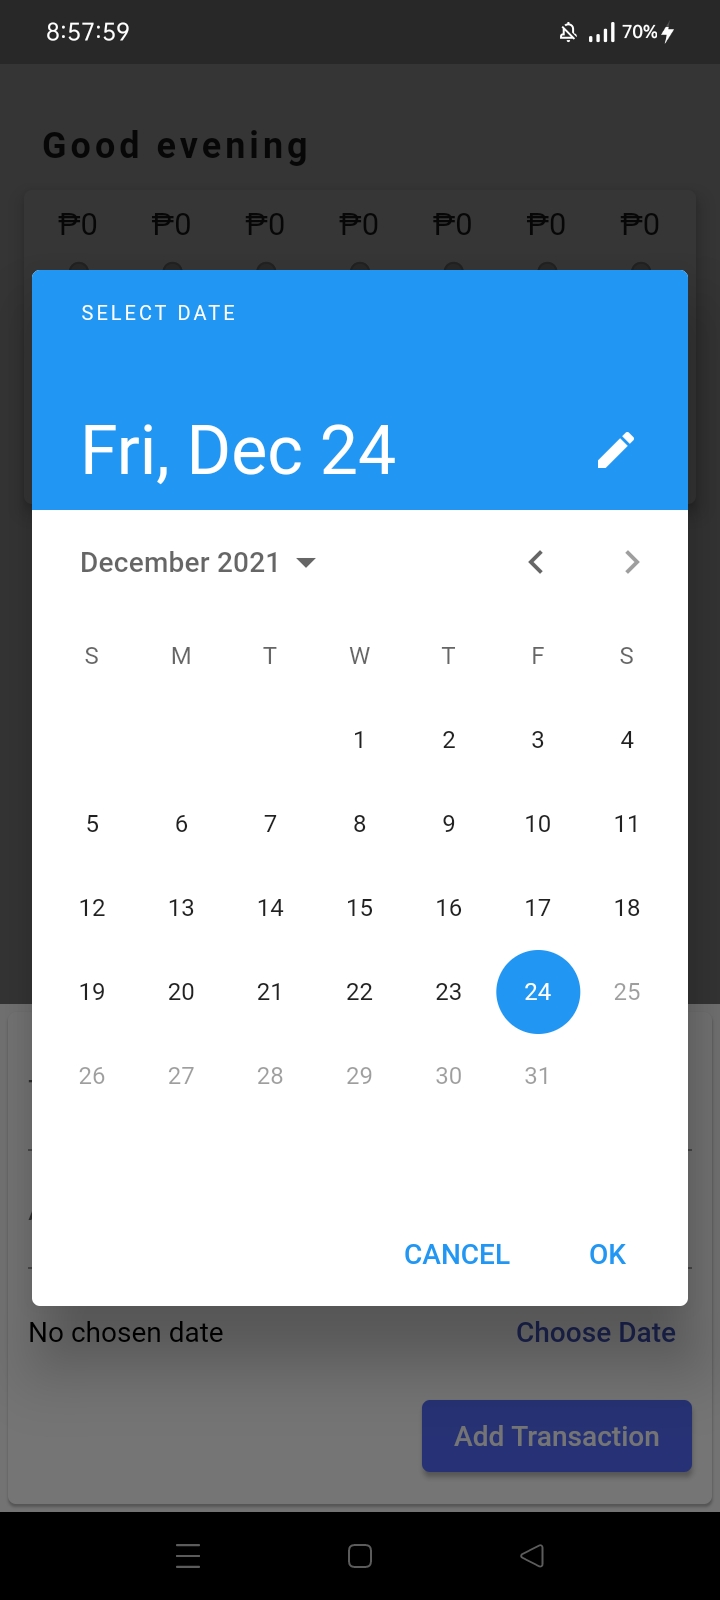 8:57:59 70%
Good evening
₱0 ₱0 ₱0 ₱0 ₱0 ₱0 ₱0
SELECT DATE
Fri, Dec 24
December 2021
S M T W T F S
1 2 3 4
5 6 7 8 9 10 11
12 13 14 15 16 17 18
19 20 21 22 23 24 25
26 27 28 29 30 31
CANCEL OK
No chosen date Choose Date
Add Transaction